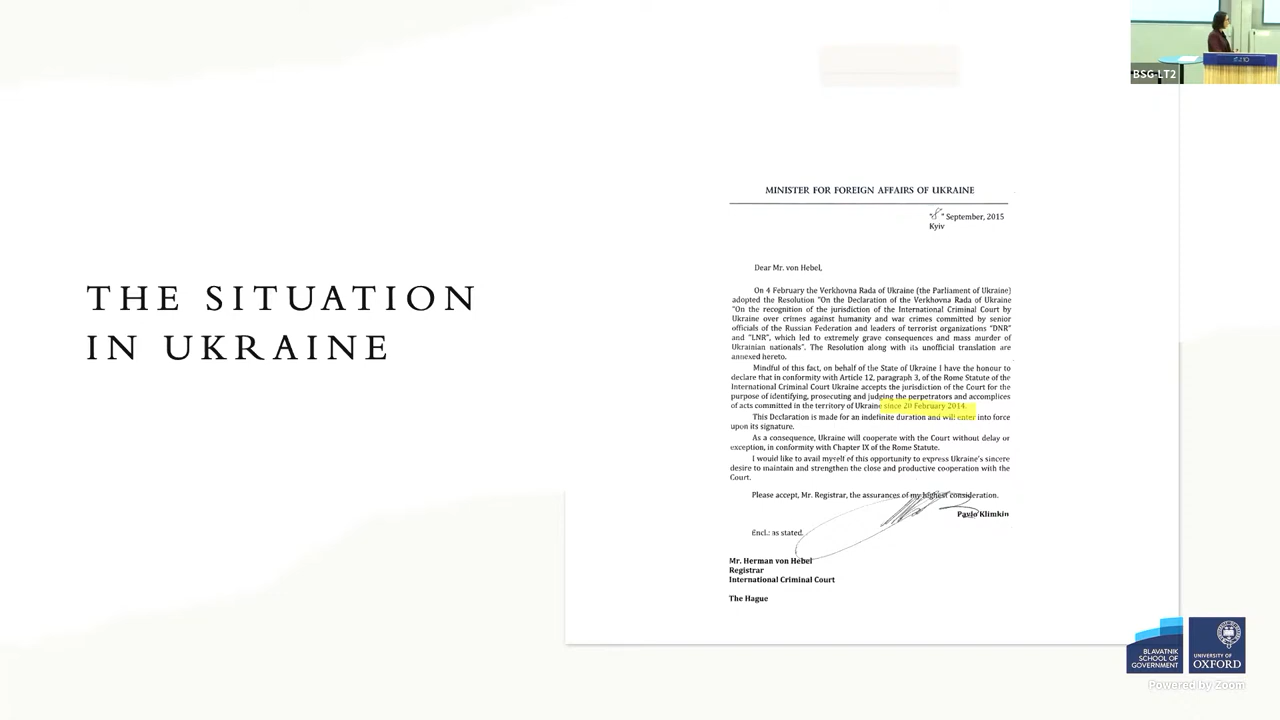 BSG-LT2
THE SITUATION
IN UKRAINE
MINISTER FOR FOREIGN AFFAIRS OF UKRAINE
"8" September, 2015
Kyiv
Dear Mr. von Hebel,
On 4 February the Verkhovna Rada of Ukraine (the Parliament of Ukraine)
adopted the Resolution "On the Declaration of the Verkhovna Rada of Ukraine
"On the recognition of the jurisdiction of the International Criminal Court by
Ukraine over crimes against humanity and war crimes committed by senior
officials of the Russian Federation and leaders of terrorist organizations "DNR"
and "LNR", which led to extremely grave consequences and mass murder of
Ukrainian nationals". The Resolution along with its unofficial translation are
annexed hereto.
Mindful of this fact, on behalf of the State of Ukraine I have the honour to
declare that in conformity with Article 12, paragraph 3, of the Rome Statute of the
International Criminal Court Ukraine accepts the jurisdiction of the Court for the
purpose of identifying, prosecuting and judging the perpetrators and accomplices
of acts committed in the territory of Ukraine since 20 February 2014.
This Declaration is made for an indefinite duration and will enter into force
upon its signature.
As a consequence, Ukraine will cooperate with the Court without delay or
exception, in conformity with Chapter IX of the Rome Statute.
I would like to avail myself of this opportunity to express Ukraine's sincere
desire to maintain and strengthen the close and productive cooperation with the
Court.
Please accept, Mr. Registrar, the assurances of my highest consideration.
Pavlo Klimkin
Encl.: as stated.
Mr. Herman von Hebel
Registrar
International Criminal Court
The Hague
BLAVATNIK
SCHOOL OF
GOVERNMENT
UNIVERSITY OF
OXFORD
Powered by Zoom